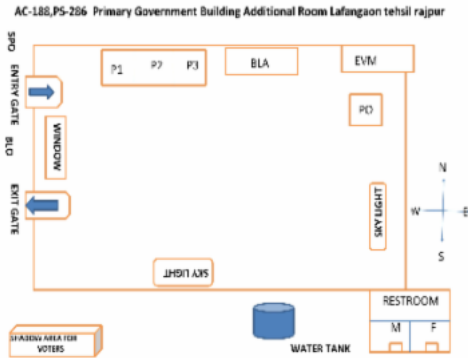 AC-188,PS-286 Primary Government Building Additional Room Lafangaon tehsil rajpur
SPO
ENTRY GATE
BLO
EXIT GATE
P1 P2 P3
BLA
EVM
PO
WINDOW
SKY LIGHT
SKY LIGHT
N
W E
S
RESTROOM
M F
SHADOW AREA FOR
VOTERS
WATER TANK